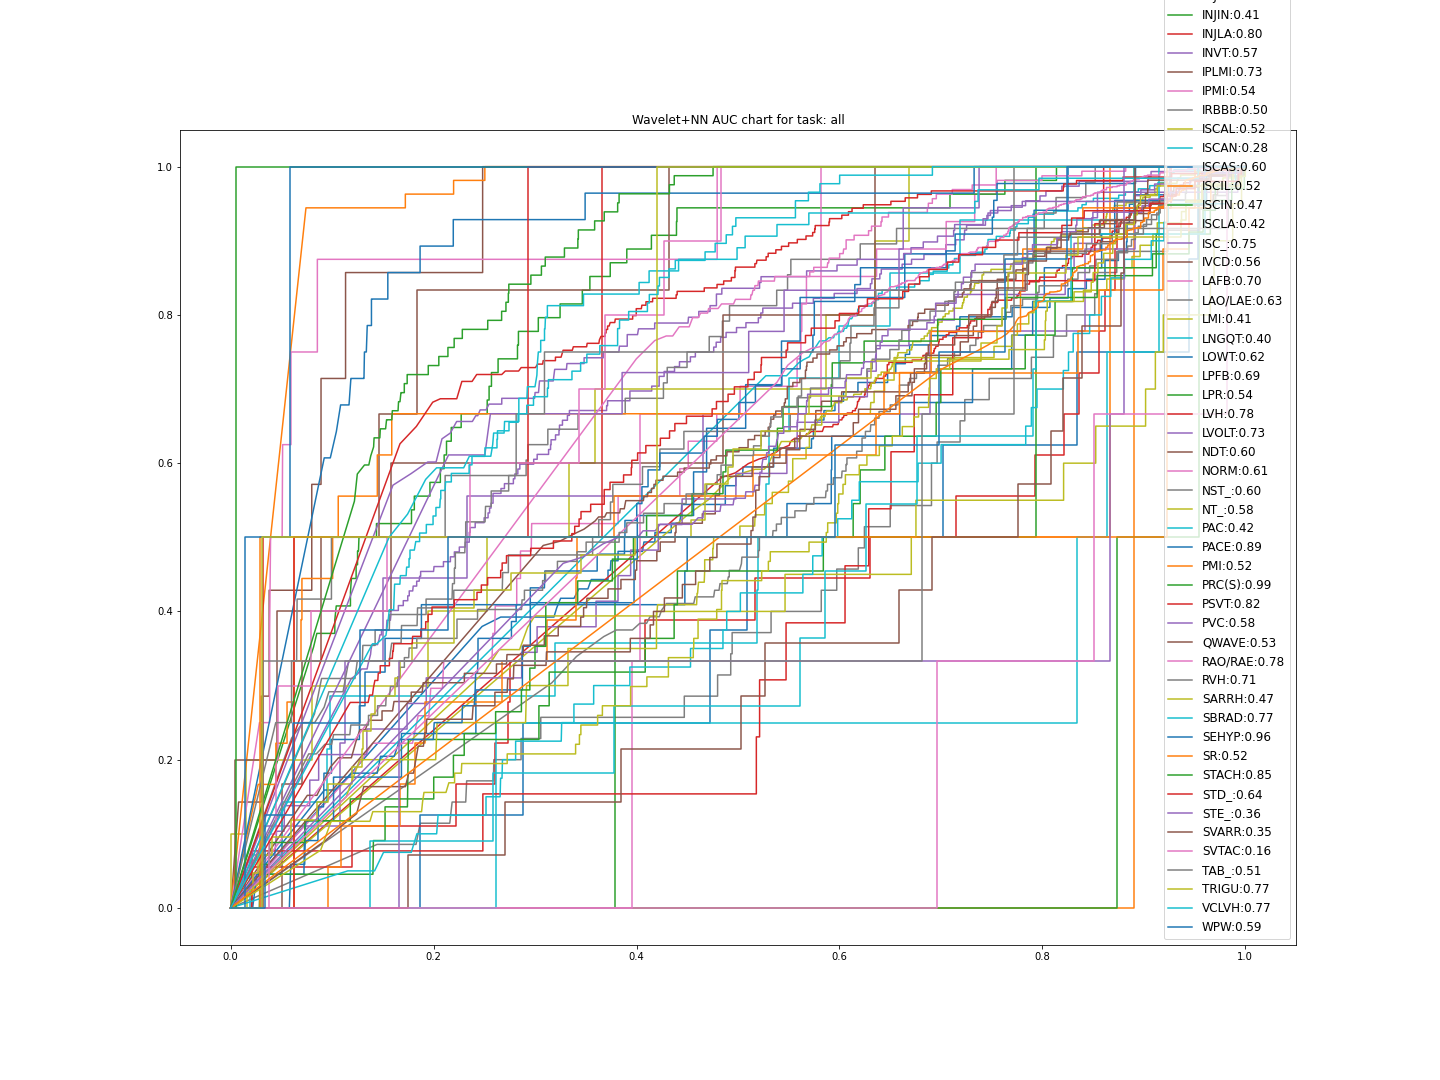 Wavelet+NN AUC chart for task: all
1.0
0.8
0.6
0.4
0.2
0.0
0.0 0.2 0.4 0.6 0.8 1.0
INJIN:0.41
INJLA:0.80
INVT:0.57
IPLMI:0.73
IPMI:0.54
IRBBB:0.50
ISCAL:0.52
ISCAN:0.28
ISCAS:0.60
ISCIL:0.52
ISCIN:0.47
ISCLA:0.42
ISC_:0.75
IVCD:0.56
LAFB:0.70
LAO/LAE:0.63
LMI:0.41
LNGQT:0.40
LOWT:0.62
LPFB:0.69
LPR:0.54
LVH:0.78
LVOLT:0.73
NDT:0.60
NORM:0.61
NST_:0.60
NT_:0.58
PAC:0.42
PACE:0.89
PMI:0.52
PRC(S):0.99
PSVT:0.82
PVC:0.58
QWAVE:0.53
RAO/RAE:0.78
RVH:0.71
SARRH:0.47
SBRAD:0.77
SEHYP:0.96
SR:0.52
STACH:0.85
STD_:0.64
STE_:0.36
SVARR:0.35
SVTAC:0.16
TAB_:0.51
TRIGU:0.77
VCLVH:0.77
WPW:0.59